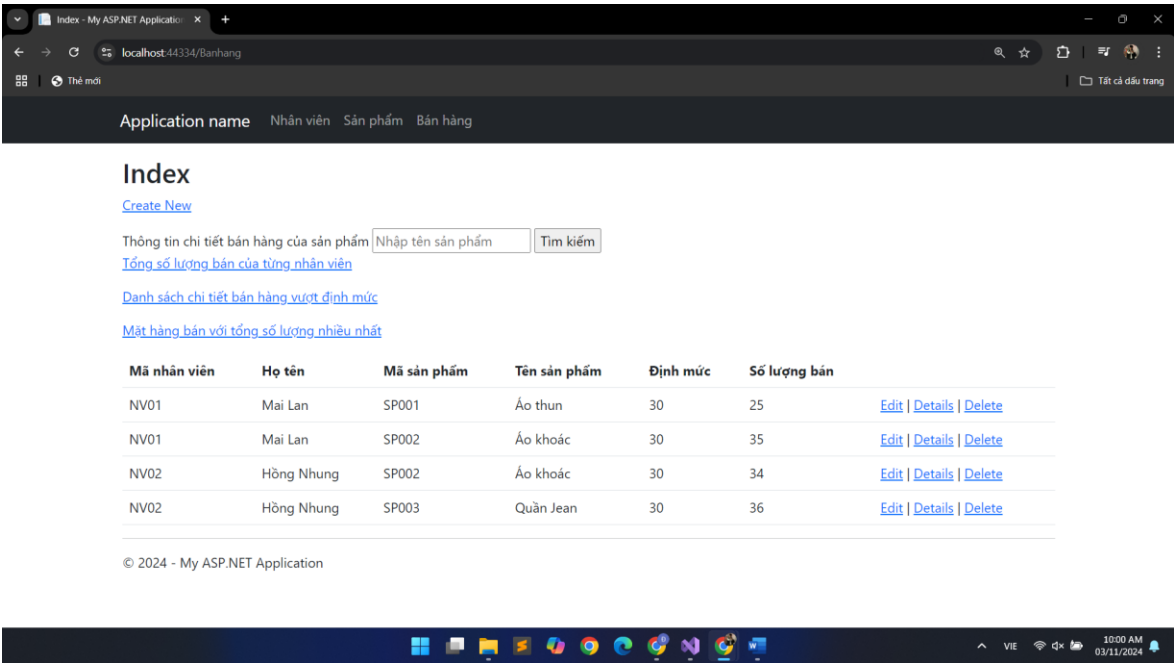 Index - My ASP.NET Application
localhost:44334/Banhang
Thẻ mới
Tất cả dấu trang
Application name Nhân viên Sản phẩm Bán hàng
Index
Create New
Thông tin chi tiết bán hàng của sản phẩm Nhập tên sản phẩm Tìm kiếm
Tổng số lượng bán của từng nhân viên
Danh sách chi tiết bán hàng vượt định mức
Mặt hàng bán với tổng số lượng nhiều nhất
Mã nhân viên Họ tên Mã sản phẩm Tên sản phẩm Định mức Số lượng bán
NV01 Mai Lan SP001 Áo thun 30 25 Edit | Details | Delete
NV01 Mai Lan SP002 Áo khoác 30 35 Edit | Details | Delete
NV02 Hồng Nhung SP002 Áo khoác 30 34 Edit | Details | Delete
NV02 Hồng Nhung SP003 Quần Jean 30 36 Edit | Details | Delete
© 2024 - My ASP.NET Application
VIE 10:00 AM
03/11/2024